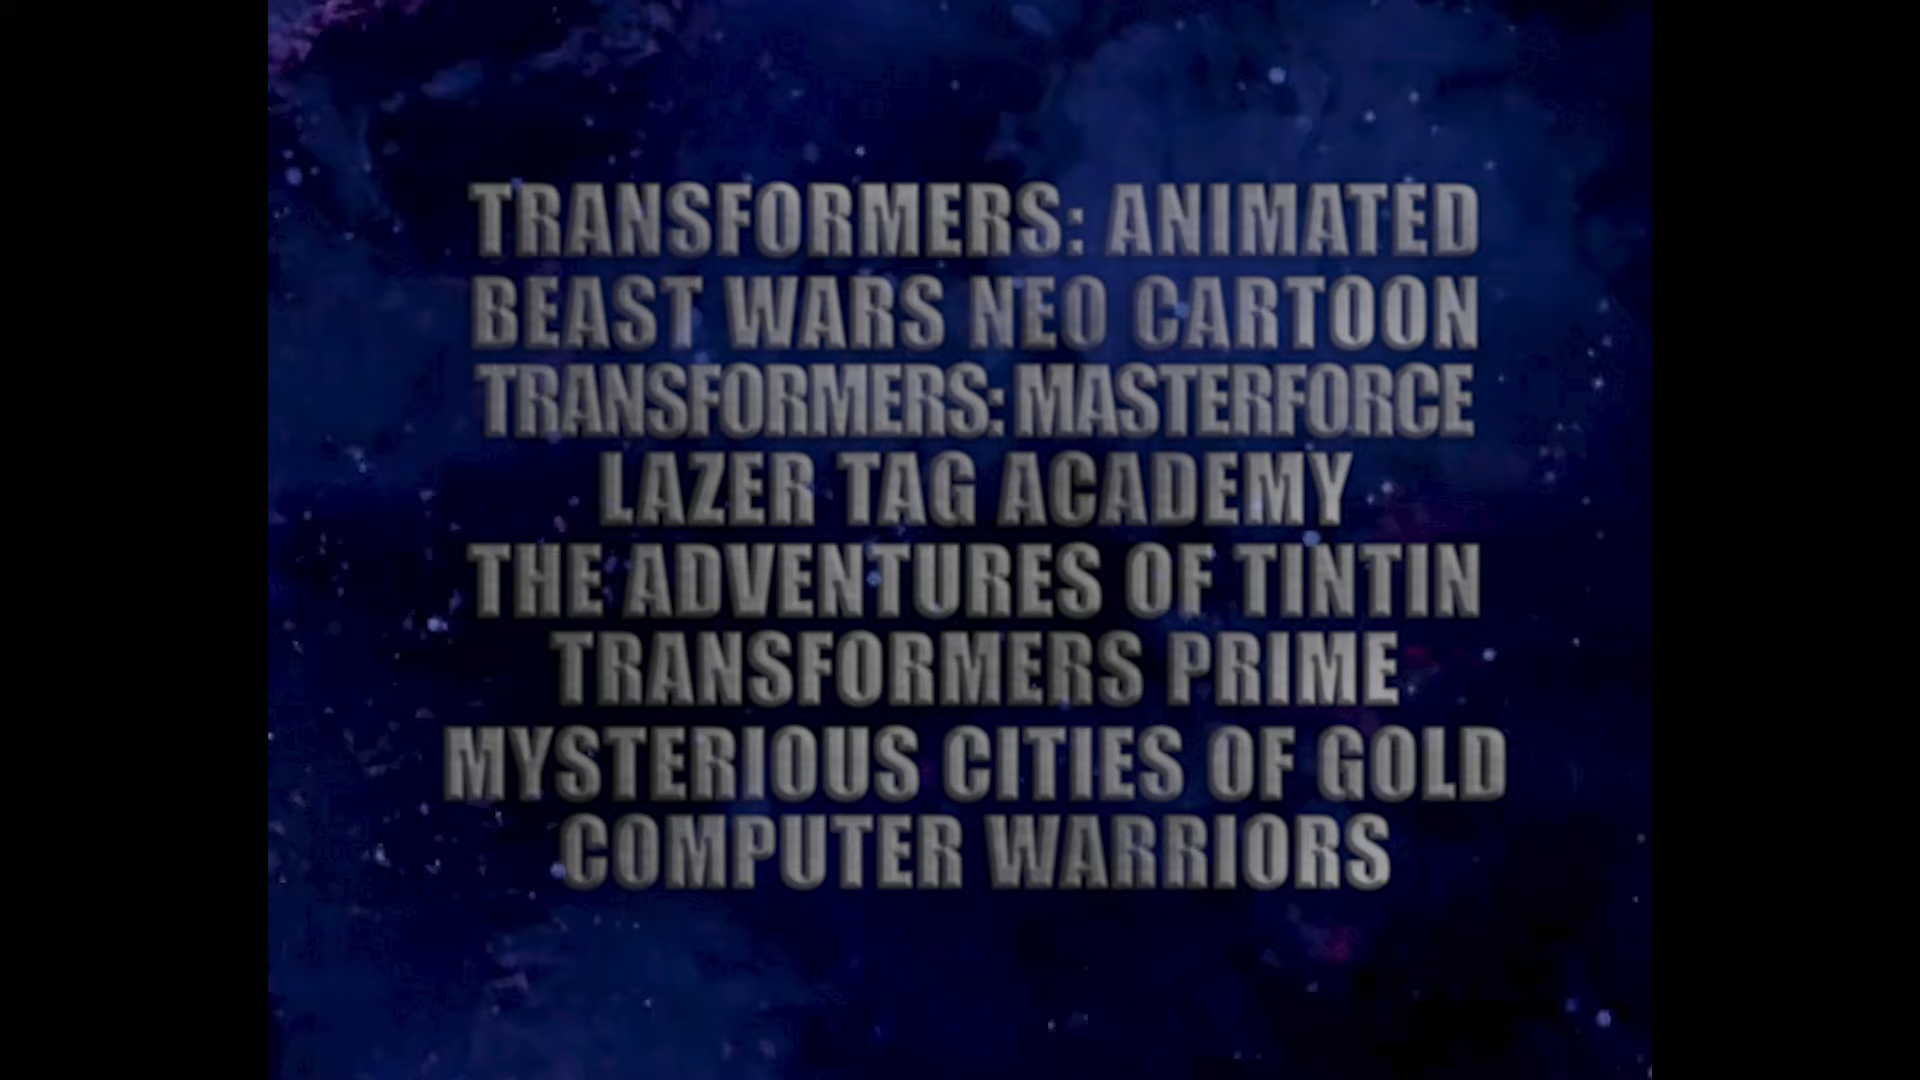 TRANSFORMERS: ANIMATED
BEAST WARS NEO CARTOON
TRANSFORMERS: MASTERFORCE
LAZER TAG ACADEMY
THE ADVENTURES OF TINTIN
TRANSFORMERS PRIME
MYSTERIOUS CITIES OF GOLD
COMPUTER WARRIORS